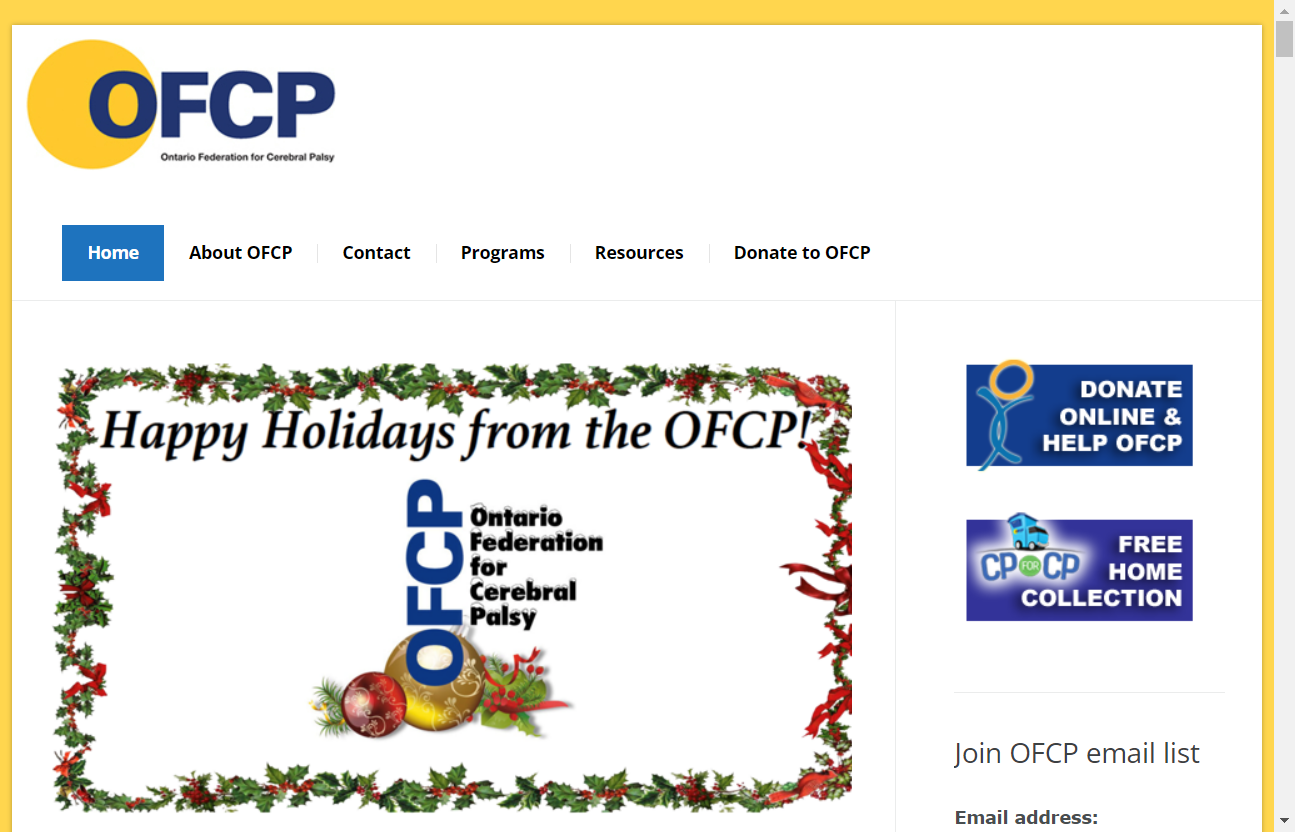 OFCP
Ontario Federation for Cerebral Palsy
Home
About OFCP
Contact
Programs
Resources
Donate to OFCP
Happy Holidays from the OFCP!
OFCP
Ontario
Federation
for
Cerebral
Palsy
DONATE
ONLINE &
HELP OFCP
CP FOR CP
FREE
HOME
COLLECTION
Join OFCP email list
Email address: